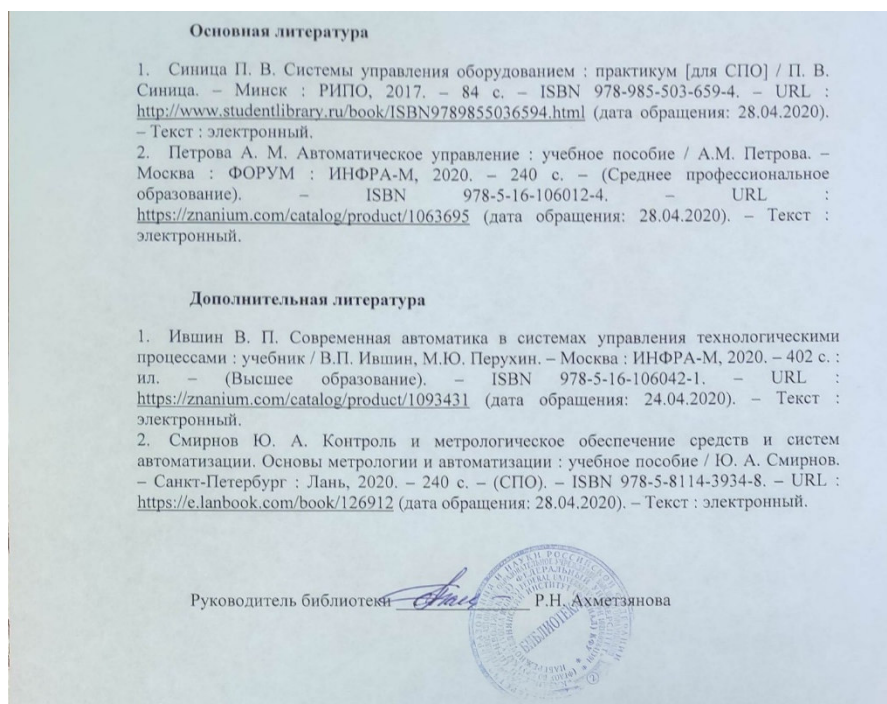 Основная литература
1. Синица П. В. Системы управления оборудованием : практикум [для СПО] / П. В.
Синица. – Минск : РИПО, 2017. – 84 с. – ISBN 978-985-503-659-4. – URL :
http://www.studentlibrary.ru/book/ISBN9789855036594.html (дата обращения: 28.04.2020).
– Текст : электронный.
2. Петрова А. М. Автоматическое управление : учебное пособие / А.М. Петрова. –
Москва : ФОРУМ : ИНФРА-М, 2020. – 240 с. – (Среднее профессиональное
образование). – ISBN 978-5-16-106012-4. – URL :
https://znanium.com/catalog/product/1063695 (дата обращения: 28.04.2020). – Текст :
электронный.
Дополнительная литература
1. Ившин В. П. Современная автоматика в системах управления технологическими
процессами : учебник / В.П. Ившин, М.Ю. Перухин. – Москва : ИНФРА-М, 2020. – 402 с. :
ил. – (Высшее образование). – ISBN 978-5-16-106042-1. – URL :
https://znanium.com/catalog/product/1093431 (дата обращения: 24.04.2020). – Текст :
электронный.
2. Смирнов Ю. А. Контроль и метрологическое обеспечение средств и систем
автоматизации. Основы метрологии и автоматизации : учебное пособие / Ю. А. Смирнов.
– Санкт-Петербург : Лань, 2020. – 240 с. – (СПО). – ISBN 978-5-8114-3934-8. – URL :
https://e.lanbook.com/book/126912 (дата обращения: 28.04.2020). – Текст : электронный.
Руководитель библиотеки Р.Н. Ахметзянова
БИБЛИОТЕКА